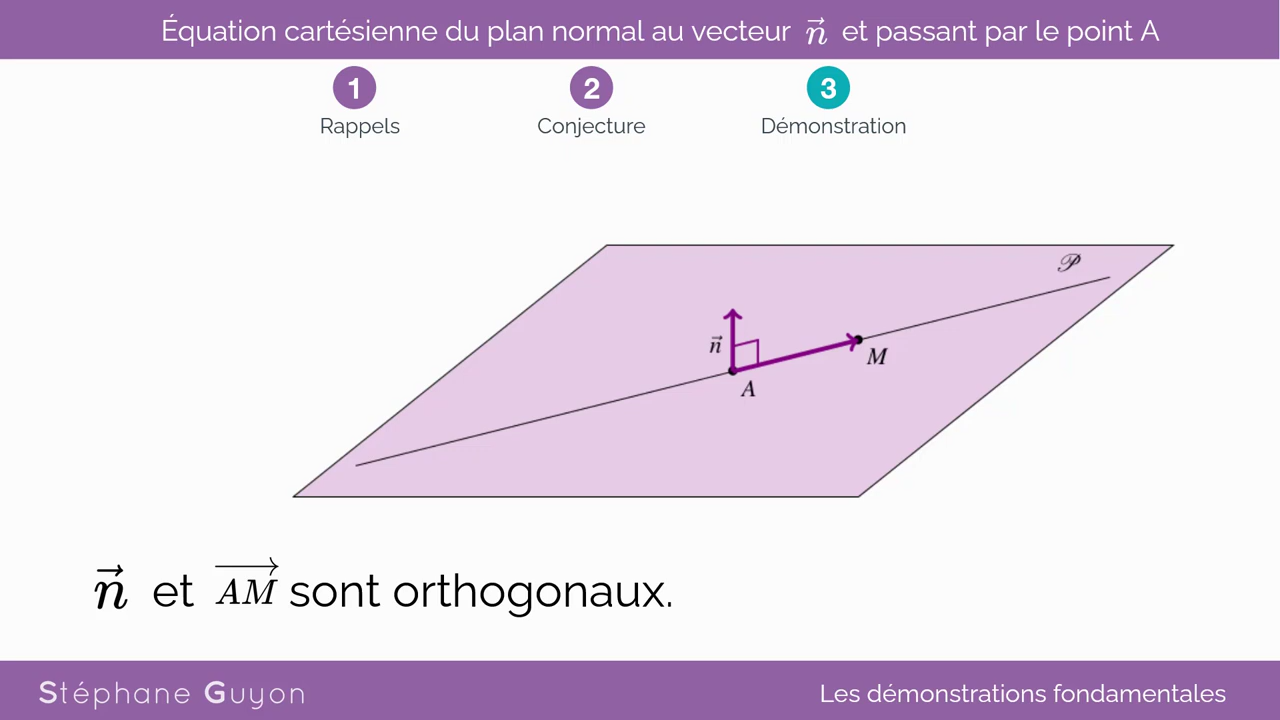 Équation cartésienne du plan normal au vecteur n⃗ et passant par le point A
1 2 3
Rappels Conjecture Démonstration
𝒫
n⃗
M
A
n⃗ et AM⃗ sont orthogonaux.
Stéphane Guyon Les démonstrations fondamentales